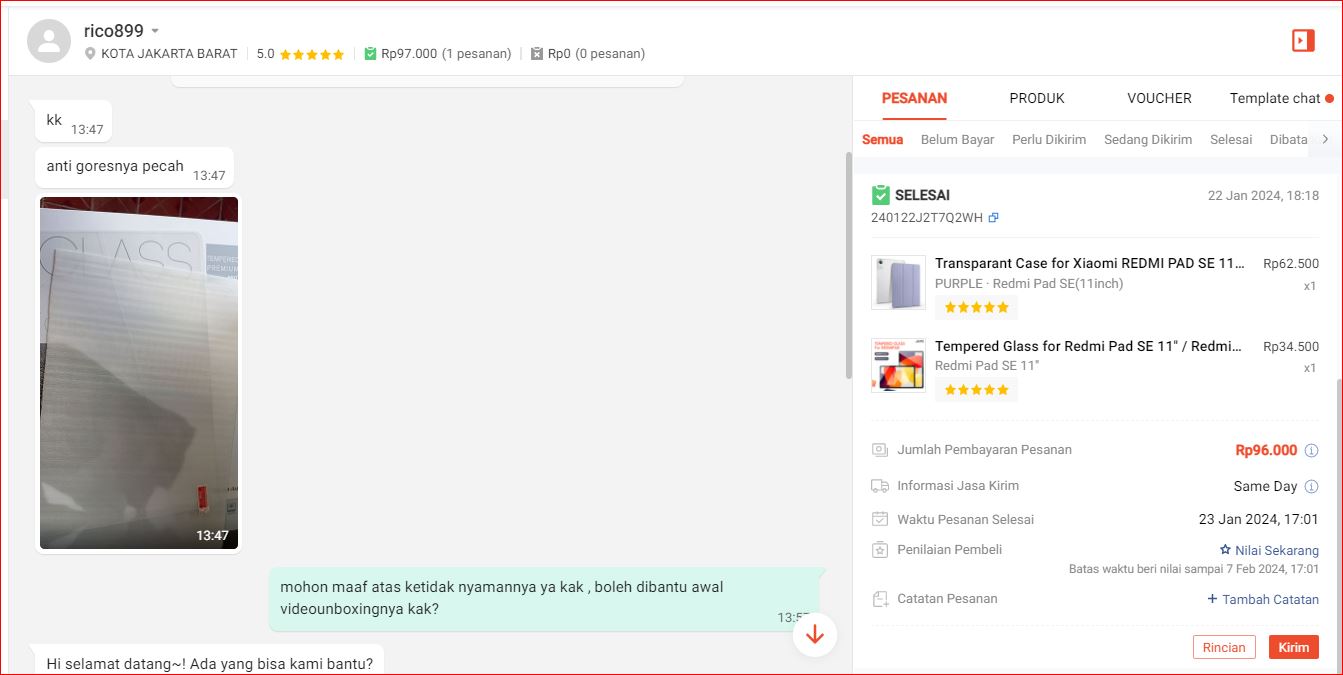 rico899
KOTA JAKARTA BARAT
5.0
Rp97.000 (1 pesanan)
Rp0 (0 pesanan)
kk
13:47
anti goresnya pecah
13:47
GLASS
TEMPERED
PREMIUM
13:47
mohon maaf atas ketidak nyamannya ya kak , boleh dibantu awal
videounboxingnya kak?
Hi selamat datang~! Ada yang bisa kami bantu?
PESANAN
PRODUK
VOUCHER
Template chat
Semua
Belum Bayar
Perlu Dikirim
Sedang Dikirim
Selesai
Dibata
SELESAI
22 Jan 2024, 18:18
240122J2T7Q2WH
Transparant Case for Xiaomi REDMI PAD SE 11...
Rp62.500
PURPLE · Redmi Pad SE(11inch)
x1
Tempered Glass for Redmi Pad SE 11" / Redmi...
Rp34.500
Redmi Pad SE 11"
x1
Jumlah Pembayaran Pesanan
Rp96.000
Informasi Jasa Kirim
Same Day
Waktu Pesanan Selesai
23 Jan 2024, 17:01
Penilaian Pembeli
Nilai Sekarang
Batas waktu beri nilai sampai 7 Feb 2024, 17:01
Catatan Pesanan
+ Tambah Catatan
Rincian
Kirim